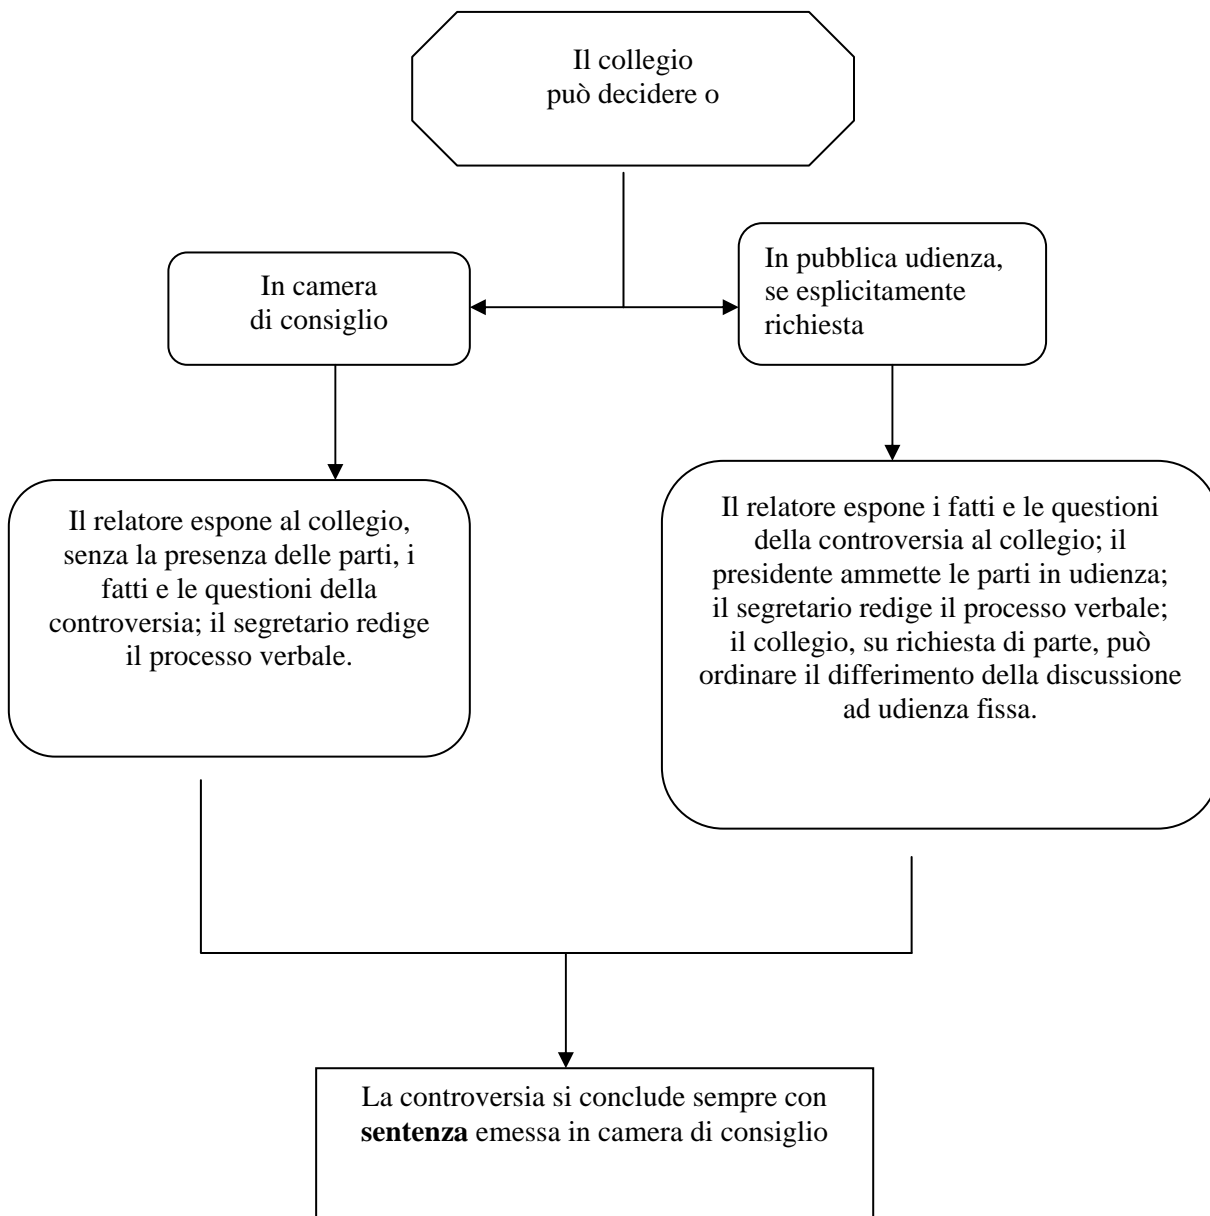 Il collegio
può decidere o
In camera
di consiglio
In pubblica udienza,
se esplicitamente
richiesta
Il relatore espone al collegio,
senza la presenza delle parti, i
fatti e le questioni della
controversia; il segretario redige
il processo verbale.
Il relatore espone i fatti e le questioni
della controversia al collegio; il
presidente ammette le parti in udienza;
il segretario redige il processo verbale;
il collegio, su richiesta di parte, può
ordinare il differimento della discussione
ad udienza fissa.
La controversia si conclude sempre con
sentenza emessa in camera di consiglio